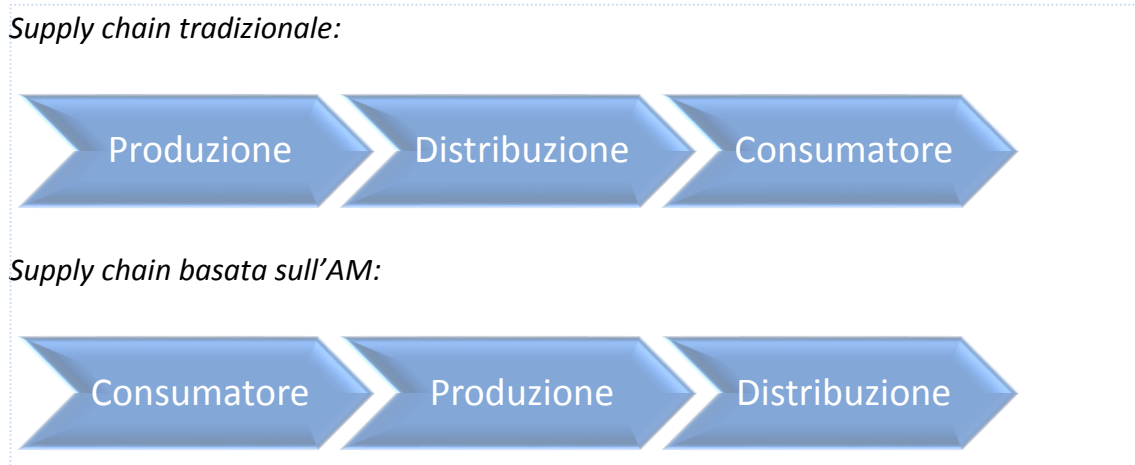 Supply chain tradizionale:
Produzione Distribuzione Consumatore
Supply chain basata sull’AM:
Consumatore Produzione Distribuzione